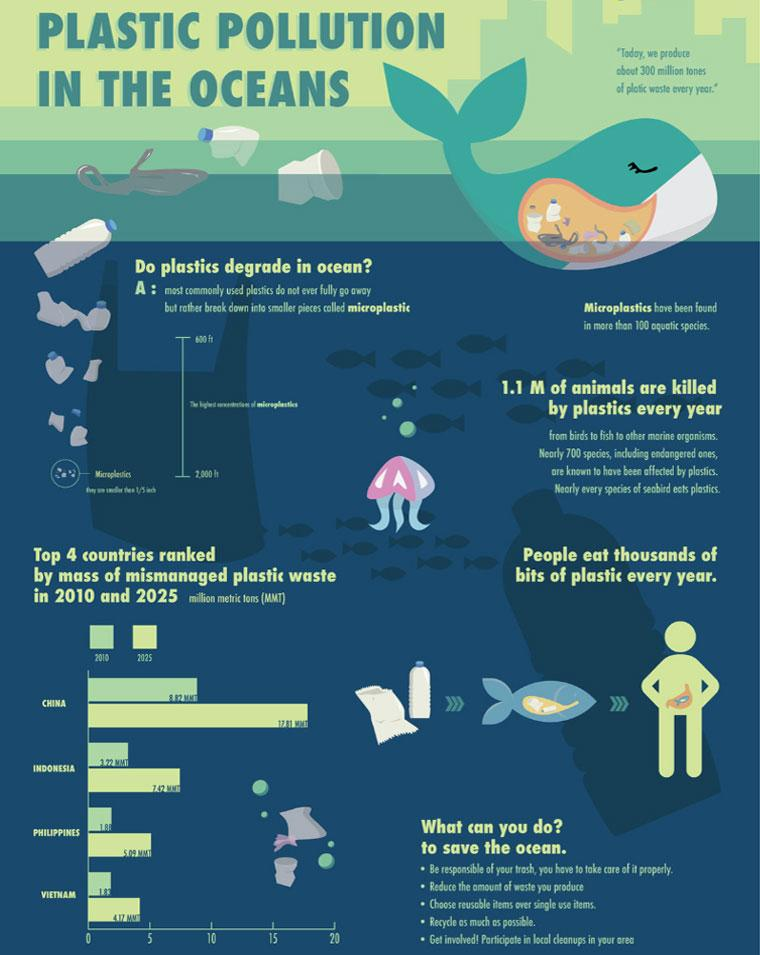 PLASTIC POLLUTION
IN THE OCEANS
"Today, we produce
about 300 million tones
of platic waste every year."
Do plastics degrade in ocean?
A : most commonly used plastics do not ever fully go away
but rather break down into smaller pieces called microplastic
600 ft
The highest concentrations of microplastics
2,000 ft
Microplastics
they are smaller than 1/5 inch
Microplastics have been found
in more than 100 aquatic species.
1.1 M of animals are killed
by plastics every year
from birds to fish to other marine organisms.
Nearly 700 species, including endangered ones,
are known to have been affected by plastics.
Nearly every species of seabird eats plastics.
Top 4 countries ranked
by mass of mismanaged plastic waste
in 2010 and 2025 million metric tons (MMT)
2010 2025
CHINA
8.82 MMT
17.81 MMT
INDONESIA
3.22 MMT
7.42 MMT
PHILIPPINES
1.88
5.09 MMT
VIETNAM
1.83
4.17 MMT
0 5 10 15 20
People eat thousands of
bits of plastic every year.
What can you do?
to save the ocean.
• Be responsible of your trash, you have to take care of it properly.
• Reduce the amount of waste you produce
• Choose reusable items over single use items.
• Recycle as much as possible.
• Get involved! Participate in local cleanups in your area